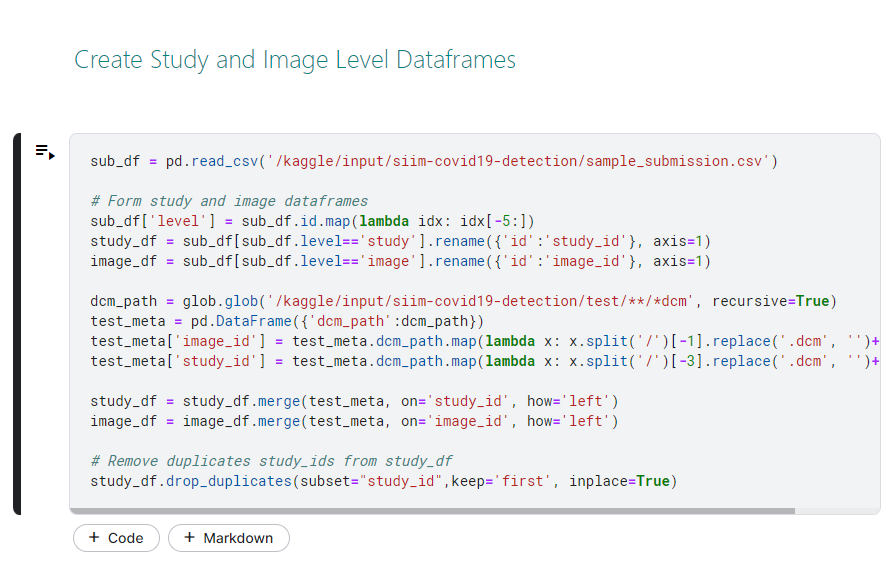 Create Study and Image Level Dataframes
sub_df = pd.read_csv('/kaggle/input/siim-covid19-detection/sample_submission.csv')
# Form study and image dataframes
sub_df['level'] = sub_df.id.map(lambda idx: idx[-5:])
study_df = sub_df[sub_df.level=='study'].rename({'id':'study_id'}, axis=1)
image_df = sub_df[sub_df.level=='image'].rename({'id':'image_id'}, axis=1)
dcm_path = glob.glob('/kaggle/input/siim-covid19-detection/test/**/*dcm', recursive=True)
test_meta = pd.DataFrame({'dcm_path':dcm_path})
test_meta['image_id'] = test_meta.dcm_path.map(lambda x: x.split('/')[-1].replace('.dcm', '')+
test_meta['study_id'] = test_meta.dcm_path.map(lambda x: x.split('/')[-3].replace('.dcm', '')+
study_df = study_df.merge(test_meta, on='study_id', how='left')
image_df = image_df.merge(test_meta, on='image_id', how='left')
# Remove duplicates study_ids from study_df
study_df.drop_duplicates(subset="study_id",keep='first', inplace=True)
+ Code + Markdown